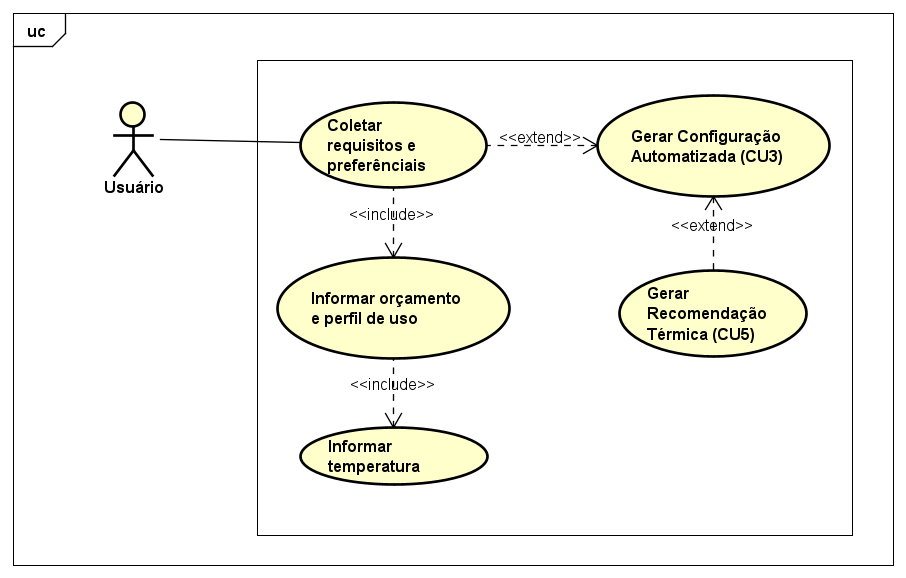 uc
Usuário
Coletar
requisitos e
preferênciais
<<extend>>
Gerar Configuração
Automatizada (CU3)
<<include>>
<<extend>>
Informar orçamento
e perfil de uso
Gerar
Recomendação
Térmica (CU5)
<<include>>
Informar
temperatura